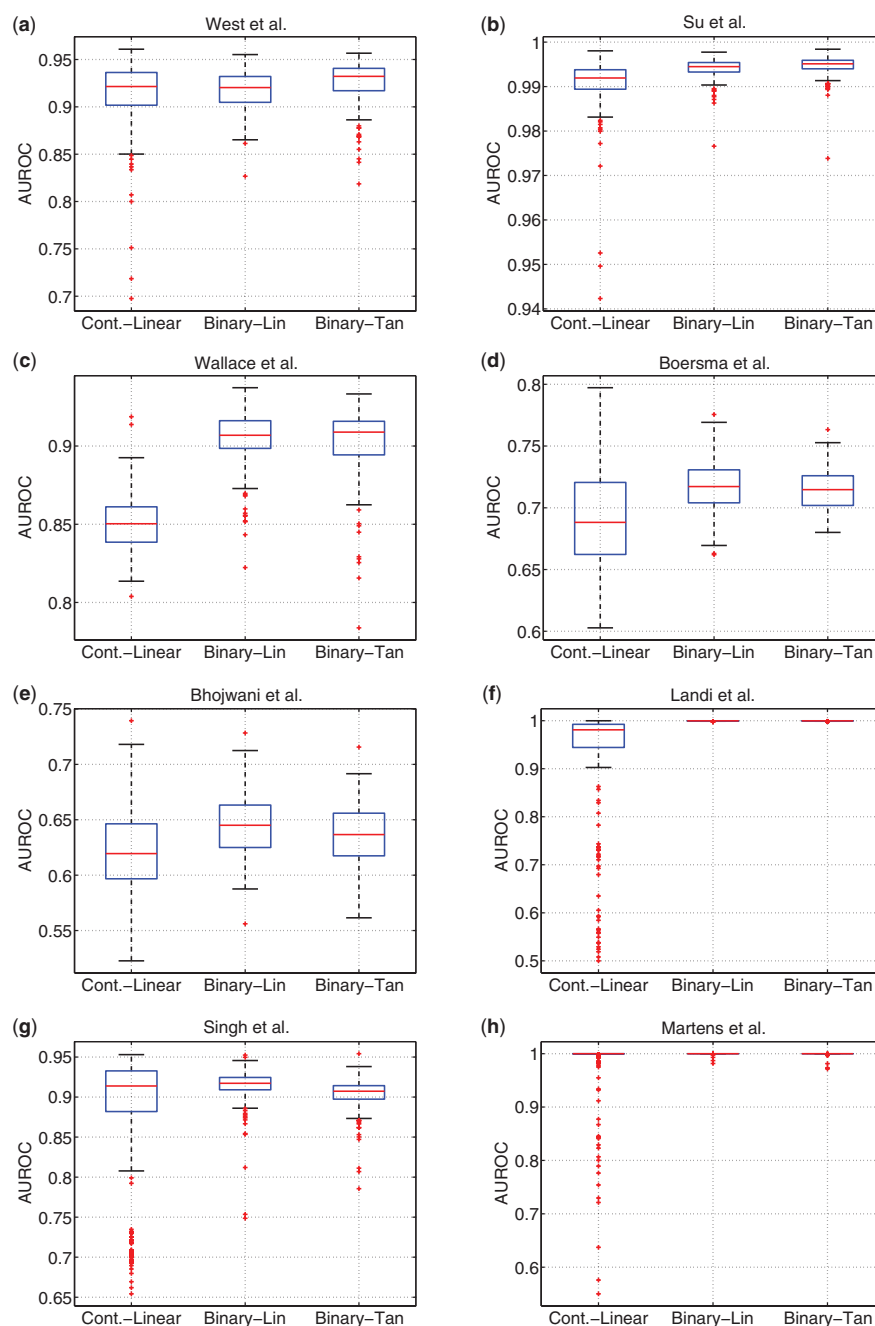 (a) West et al.
AUROC
0.95
0.9
0.85
0.8
0.75
0.7
Cont.−Linear Binary−Lin Binary−Tan
(b) Su et al.
AUROC
1
0.99
0.98
0.97
0.96
0.95
0.94
Cont.−Linear Binary−Lin Binary−Tan
(c) Wallace et al.
AUROC
0.9
0.85
0.8
Cont.−Linear Binary−Lin Binary−Tan
(d) Boersma et al.
AUROC
0.8
0.75
0.7
0.65
0.6
Cont.−Linear Binary−Lin Binary−Tan
(e) Bhojwani et al.
AUROC
0.75
0.7
0.65
0.6
0.55
Cont.−Linear Binary−Lin Binary−Tan
(f) Landi et al.
AUROC
1
0.9
0.8
0.7
0.6
0.5
Cont.−Linear Binary−Lin Binary−Tan
(g) Singh et al.
AUROC
0.95
0.9
0.85
0.8
0.75
0.7
0.65
Cont.−Linear Binary−Lin Binary−Tan
(h) Martens et al.
AUROC
1
0.9
0.8
0.7
0.6
Cont.−Linear Binary−Lin Binary−Tan